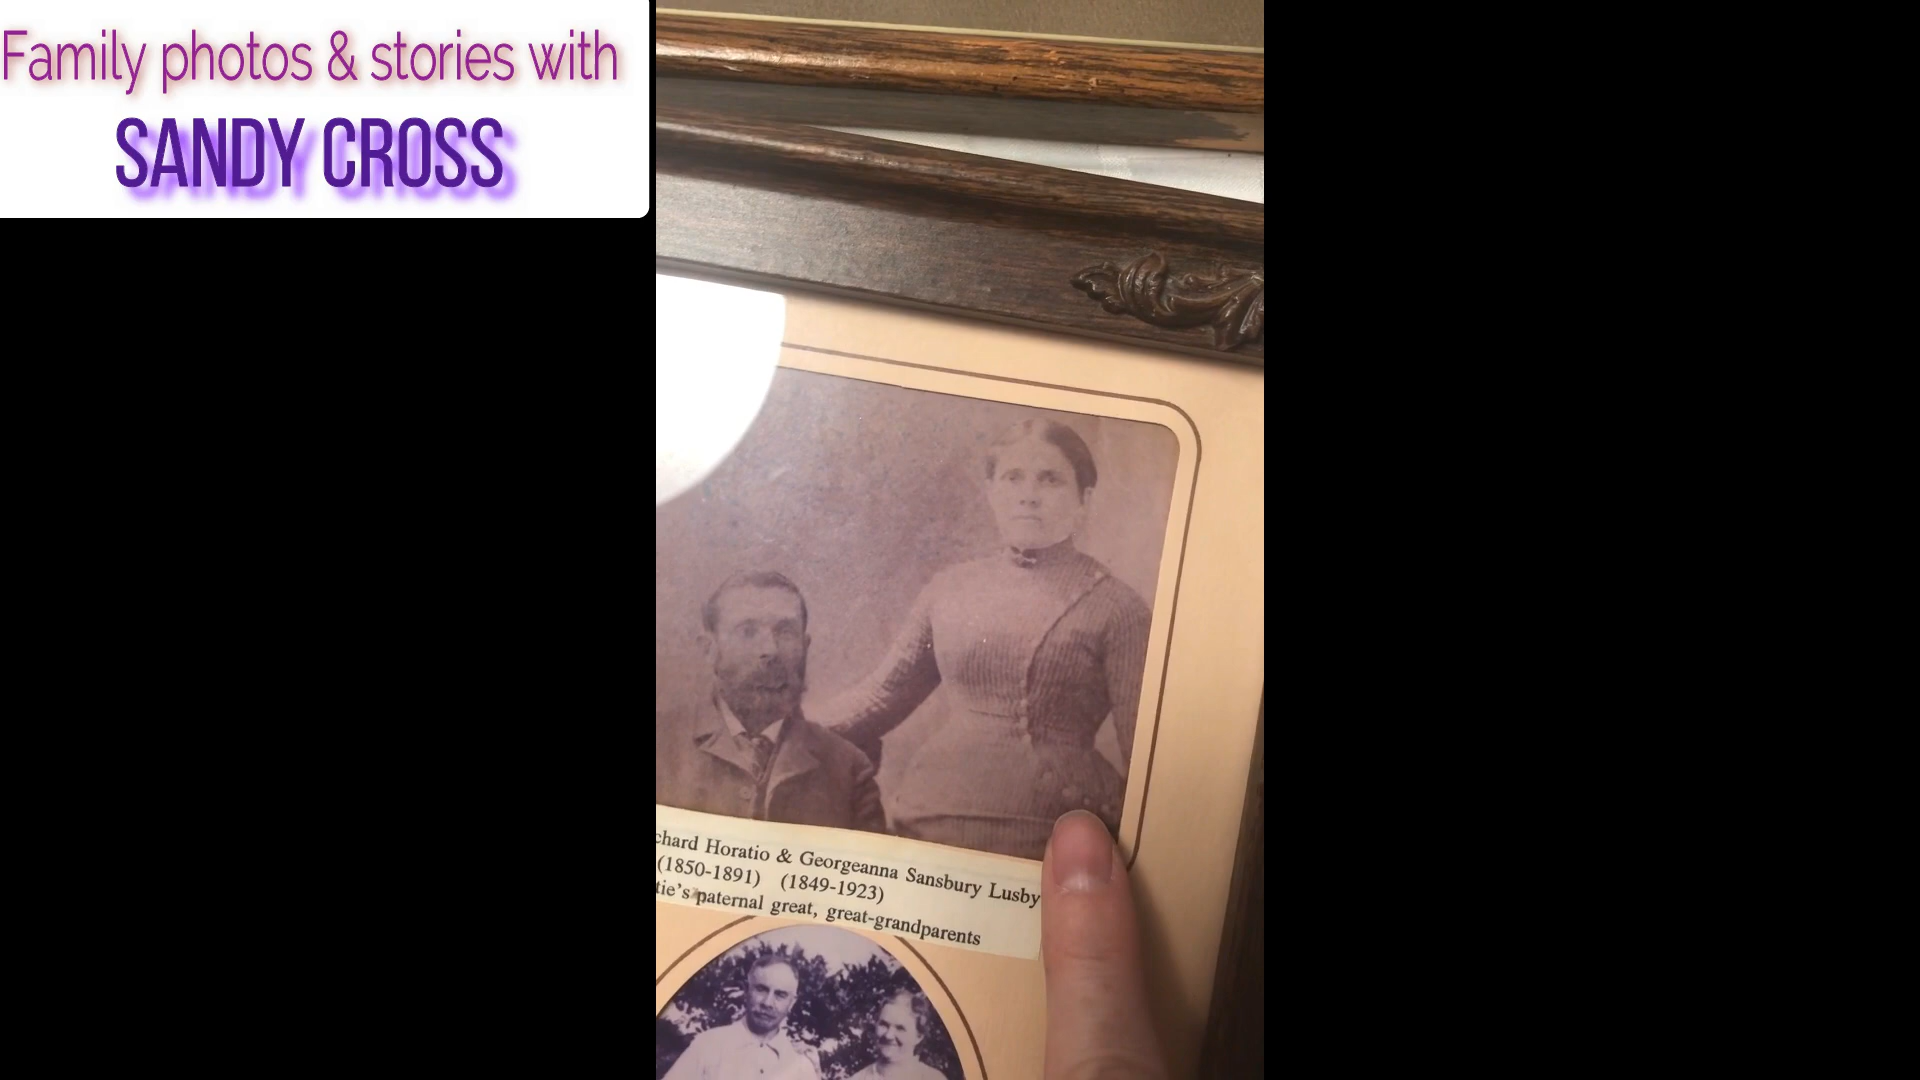 Family photos & stories with
SANDY CROSS
chard Horatio & Georgeanna Sansbury Lusby
(1850-1891) (1849-1923)
tie's paternal great, great-grandparents